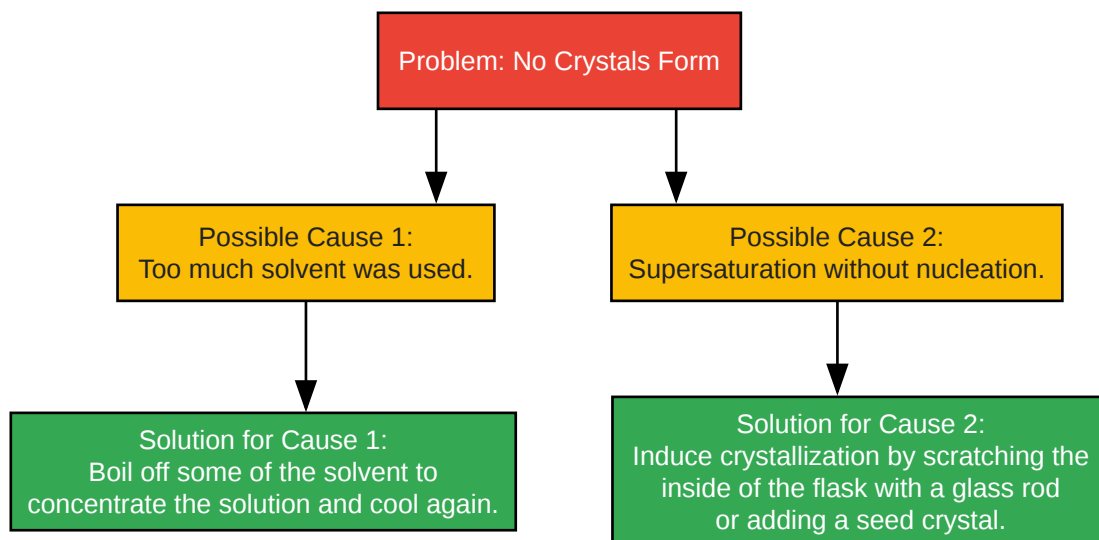 Problem: No Crystals Form
Possible Cause 1:
Too much solvent was used.
Possible Cause 2:
Supersaturation without nucleation.
Solution for Cause 1:
Boil off some of the solvent to
concentrate the solution and cool again.
Solution for Cause 2:
Induce crystallization by scratching the
inside of the flask with a glass rod
or adding a seed crystal.